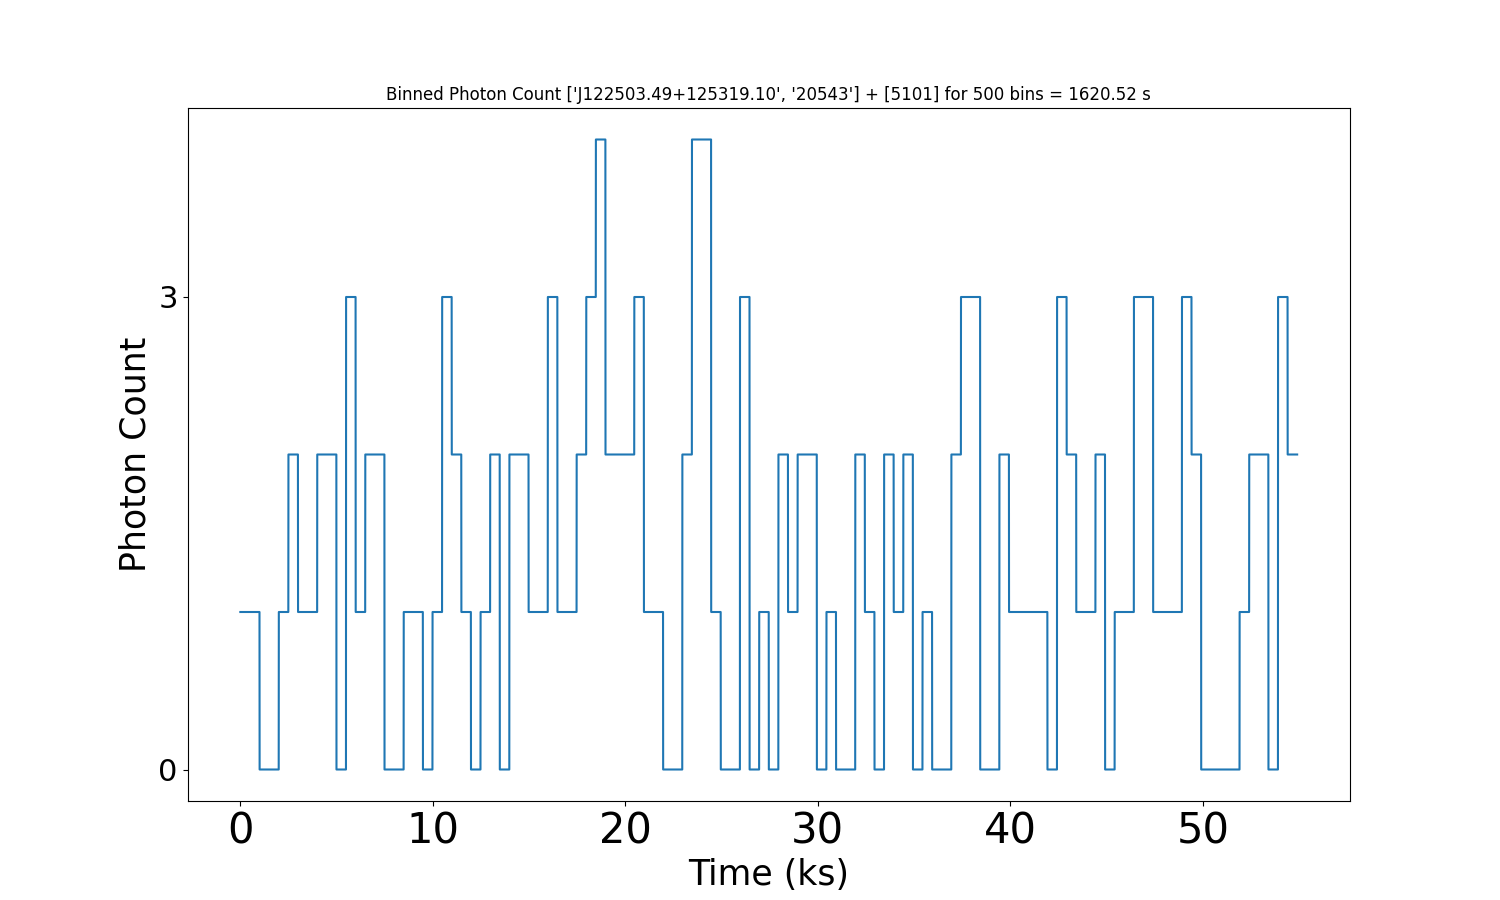 Binned Photon Count ['J122503.49+125319.10', '20543'] + [5101] for 500 bins = 1620.52 s
3
0
Photon Count
0 10 20 30 40 50
Time (ks)